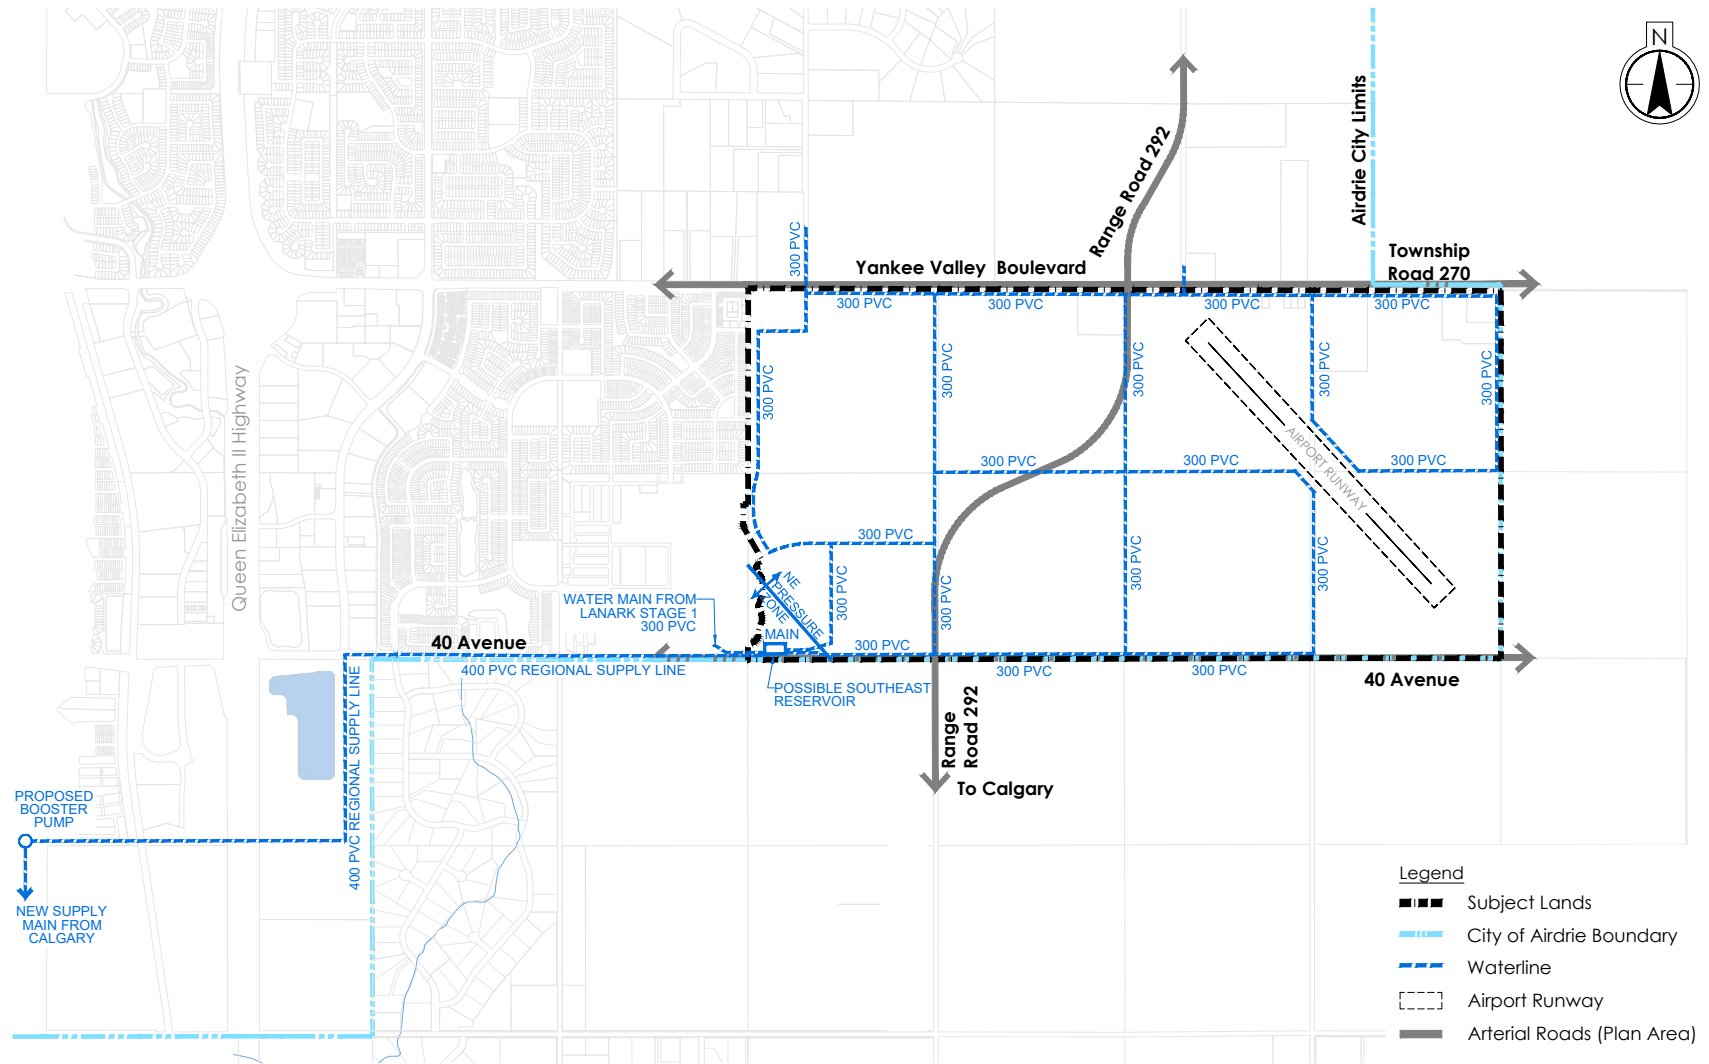 N
Airdrie City Limits
Range Road 292
300 PVC
Yankee Valley Boulevard
Township
Road 270
300 PVC
300 PVC
300 PVC
300 PVC
300 PVC
300 PVC
300 PVC
300 PVC
300 PVC
Queen Elizabeth II Highway
AIRPORT RUNWAY
300 PVC
300 PVC
300 PVC
300 PVC
300 PVC
300 PVC
300 PVC
300 PVC
NE
PRESSURE
ZONE
MAIN
WATER MAIN FROM
LANARK STAGE 1
300 PVC
40 Avenue
300 PVC
400 PVC REGIONAL SUPPLY LINE
300 PVC
300 PVC
40 Avenue
POSSIBLE SOUTHEAST
RESERVOIR
400 PVC REGIONAL SUPPLY LINE
Range
Road 292
To Calgary
PROPOSED
BOOSTER
PUMP
NEW SUPPLY
MAIN FROM
CALGARY
Legend
Subject Lands
City of Airdrie Boundary
Waterline
Airport Runway
Arterial Roads (Plan Area)